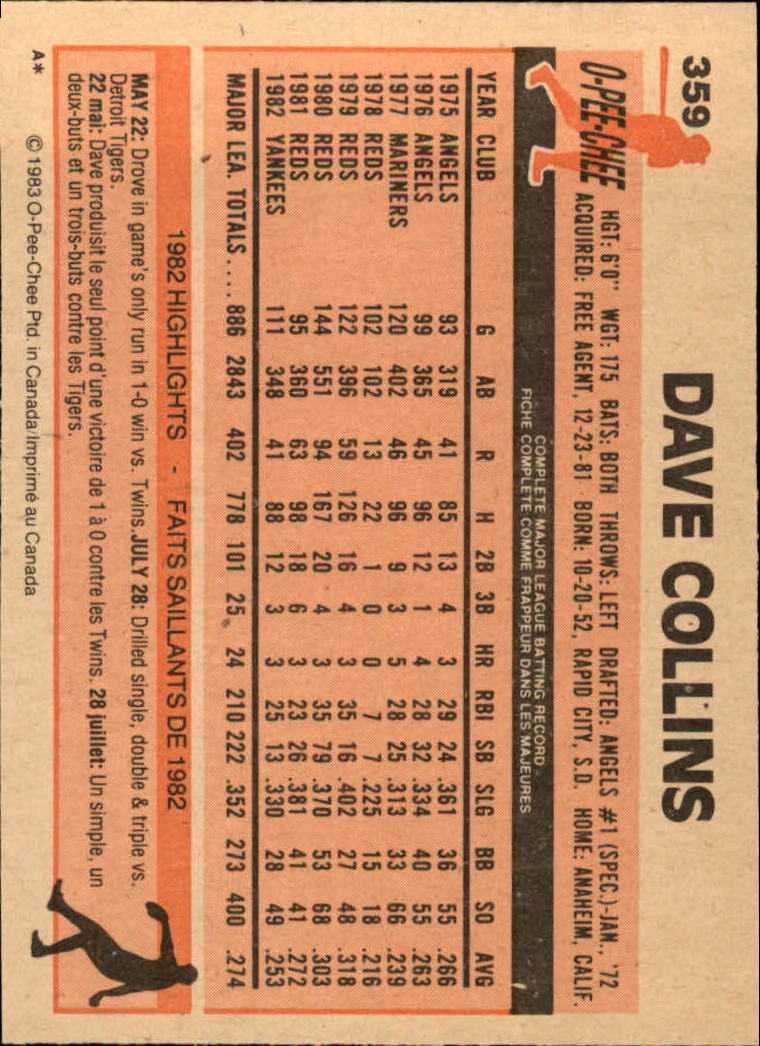 359
DAVE COLLINS
O-PEE-CHEE
HGT: 6'0" WGT: 175 BATS: BOTH THROWS: LEFT DRAFTED: ANGELS #1 (SPEC.)-JAN., '72
ACQUIRED: FREE AGENT, 12-23-81 BORN: 10-20-52, RAPID CITY, S.D. HOME: ANAHEIM, CALIF.
COMPLETE MAJOR LEAGUE BATTING RECORD
FICHE COMPLÈTE COMME FRAPPEUR DANS LES MAJEURES
YEAR CLUB G AB R H 2B 3B HR RBI SB SLG BB SO AVG
1975 ANGELS 93 319 41 85 13 4 3 29 24 .361 36 55 .266
1976 ANGELS 99 365 45 96 12 1 4 28 32 .334 40 55 .263
1977 MARINERS 120 402 46 96 9 3 5 28 25 .313 33 66 .239
1978 REDS 102 102 13 22 1 0 0 7 7 .225 15 18 .216
1979 REDS 122 396 59 126 16 4 3 35 16 .402 27 48 .318
1980 REDS 144 551 94 167 20 4 3 35 79 .370 53 68 .303
1981 REDS 95 360 63 98 18 6 3 23 26 .381 41 41 .272
1982 YANKEES 111 348 41 88 12 3 3 25 13 .330 28 49 .253
MAJOR LEA. TOTALS.... 886 2843 402 778 101 25 24 210 222 .352 273 400 .274
1982 HIGHLIGHTS - FAITS SAILLANTS DE 1982
MAY 22: Drove in game's only run in 1-0 win vs. Twins. JULY 28: Drilled single, double & triple vs.
Detroit Tigers.
22 mai: Dave produisit le seul point d'une victoire de 1 à 0 contre les Twins. 28 juillet: Un simple, un
deux-buts et un trois-buts contre les Tigers.
A* © 1983 O-Pee-Chee Ptd. in Canada/Imprimé au Canada